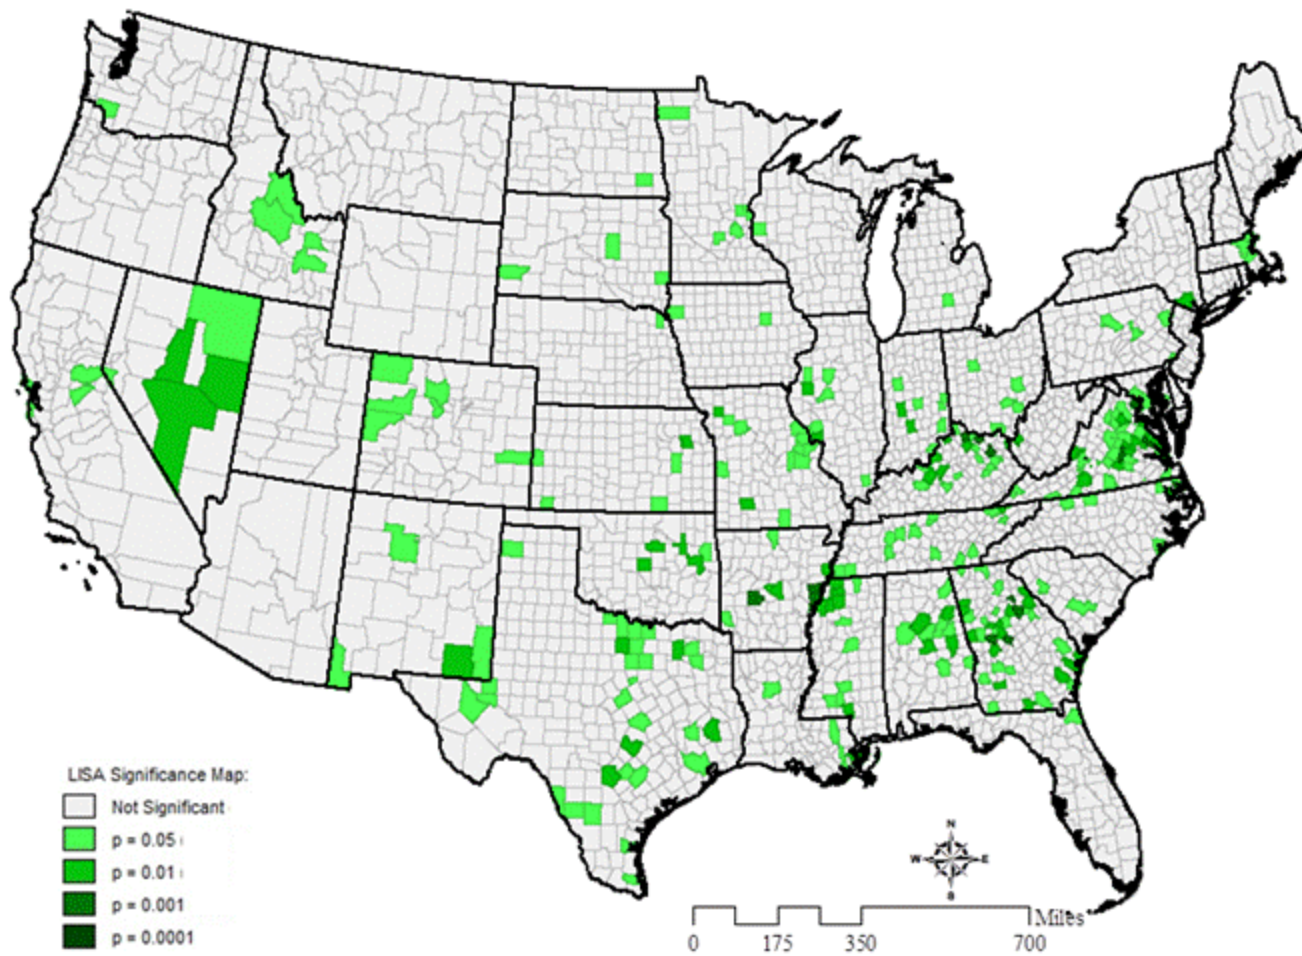 LISA Significance Map:
Not Significant
p = 0.05
p = 0.01
p = 0.001
p = 0.0001
N
W E
S
Miles
0 175 350 700